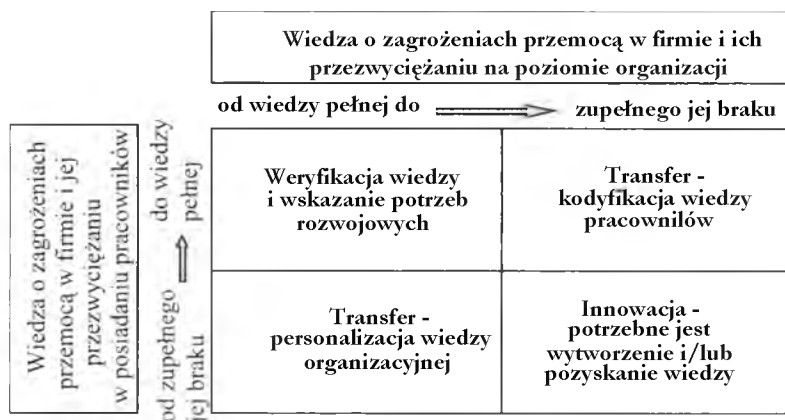 Wiedza o zagrożeniach przemocą w firmie i ich
przezwyciężaniu na poziomie organizacji
od wiedzy pełnej do
zupełnego jej braku
Wiedza o zagrożeniach
przemocą w firmie i jej
przezwyciężaniu
w posiadaniu pracowników
od zupełnego
jej braku
do wiedzy
pełnej
Weryfikacja wiedzy
i wskazanie potrzeb
rozwojowych
Transfer -
kodyfikacja wiedzy
pracownilów
Transfer -
personalizacja wiedzy
organizacyjnej
Innowacja -
potrzebne jest
wytworzenie i/lub
pozyskanie wiedzy